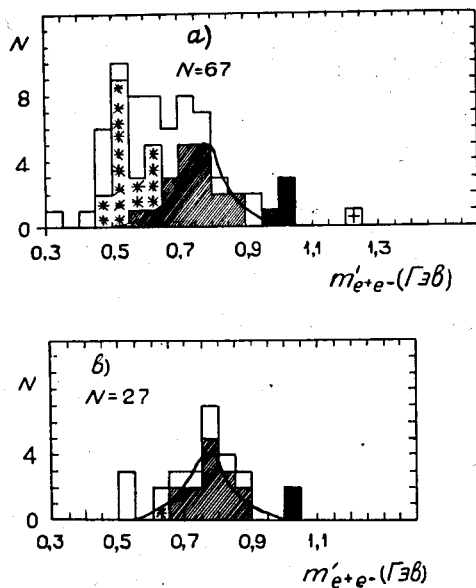 а)
N
N=67
8
4
0
0,3 0,5 0,7 0,9 1,1 1,3
m'e+e- (Гэв)
в)
N
N=27
4
0
0,3 0,5 0,7 0,9 1,1
m'e+e- (Гэв)